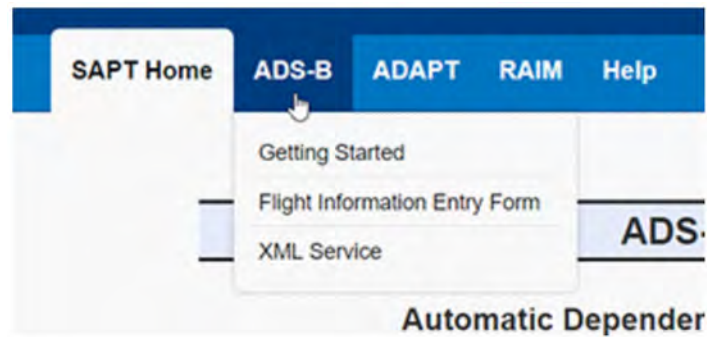 SAPT Home ADS-B ADAPT RAIM Help
Getting Started
Flight Information Entry Form
XML Service
ADS-
Automatic Depender